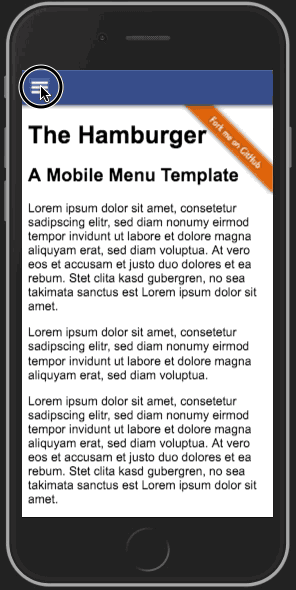 Fork me on GitHub
The Hamburger
A Mobile Menu Template
Lorem ipsum dolor sit amet, consetetur
sadipscing elitr, sed diam nonumy eirmod
tempor invidunt ut labore et dolore magna
aliquyam erat, sed diam voluptua. At vero
eos et accusam et justo duo dolores et ea
rebum. Stet clita kasd gubergren, no sea
takimata sanctus est Lorem ipsum dolor sit
amet.
Lorem ipsum dolor sit amet, consetetur
sadipscing elitr, sed diam nonumy eirmod
tempor invidunt ut labore et dolore magna
aliquyam erat, sed diam voluptua.
Lorem ipsum dolor sit amet, consetetur
sadipscing elitr, sed diam nonumy eirmod
tempor invidunt ut labore et dolore magna
aliquyam erat, sed diam voluptua. At vero
eos et accusam et justo duo dolores et ea
rebum. Stet clita kasd gubergren, no sea
takimata sanctus est Lorem ipsum dolor sit
amet.